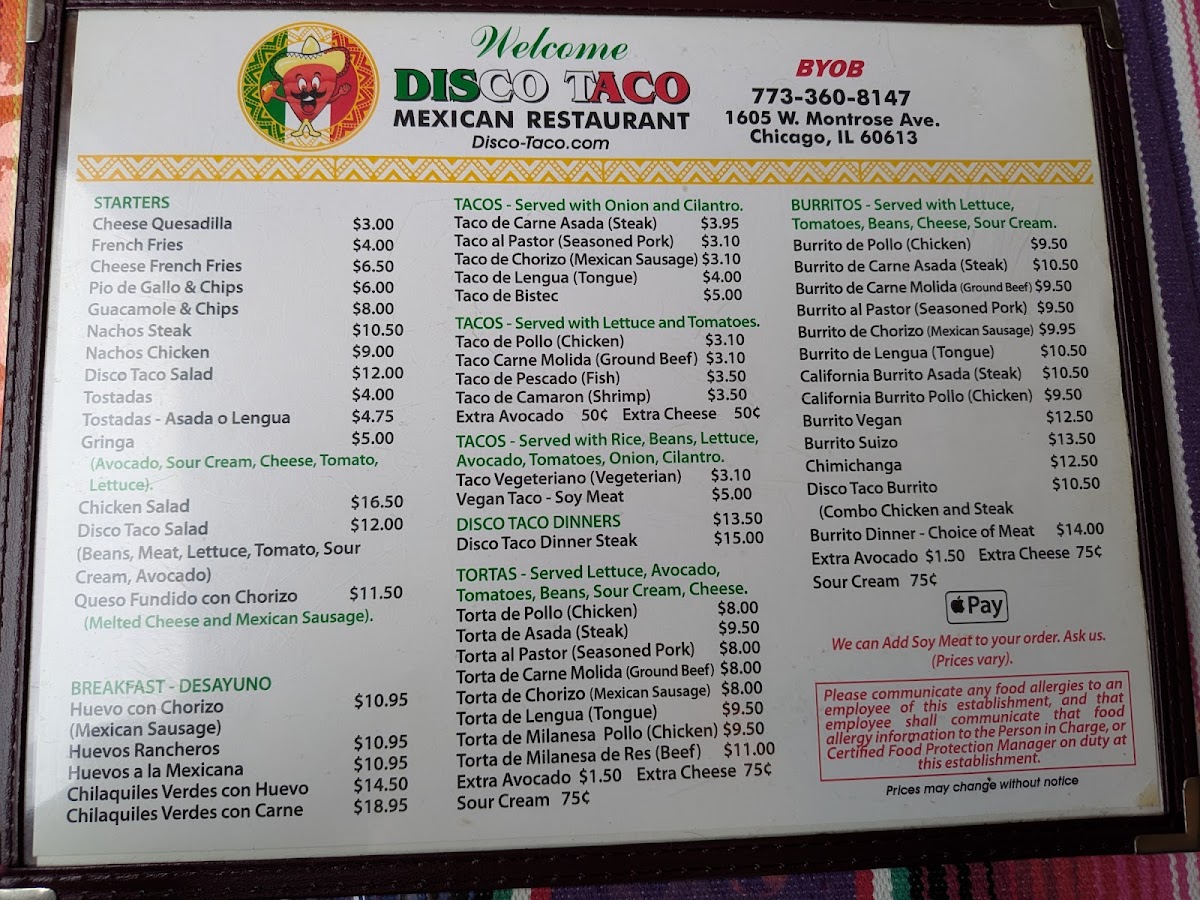 Welcome
DISCO TACO
MEXICAN RESTAURANT
Disco-Taco.com
BYOB
773-360-8147
1605 W. Montrose Ave.
Chicago, IL 60613
STARTERS
Cheese Quesadilla $3.00
French Fries $4.00
Cheese French Fries $6.50
Pio de Gallo & Chips $6.00
Guacamole & Chips $8.00
Nachos Steak $10.50
Nachos Chicken $9.00
Disco Taco Salad $12.00
Tostadas $4.00
Tostadas - Asada o Lengua $4.75
Gringa $5.00
(Avocado, Sour Cream, Cheese, Tomato,
Lettuce).
Chicken Salad $16.50
Disco Taco Salad $12.00
(Beans, Meat, Lettuce, Tomato, Sour
Cream, Avocado)
Queso Fundido con Chorizo $11.50
(Melted Cheese and Mexican Sausage).
BREAKFAST - DESAYUNO
Huevo con Chorizo $10.95
(Mexican Sausage)
Huevos Rancheros $10.95
Huevos a la Mexicana $10.95
Chilaquiles Verdes con Huevo $14.50
Chilaquiles Verdes con Carne $18.95
TACOS - Served with Onion and Cilantro.
Taco de Carne Asada (Steak) $3.95
Taco al Pastor (Seasoned Pork) $3.10
Taco de Chorizo (Mexican Sausage) $3.10
Taco de Lengua (Tongue) $4.00
Taco de Bistec $5.00
TACOS - Served with Lettuce and Tomatoes.
Taco de Pollo (Chicken) $3.10
Taco Carne Molida (Ground Beef) $3.10
Taco de Pescado (Fish) $3.50
Taco de Camaron (Shrimp) $3.50
Extra Avocado 50¢ Extra Cheese 50¢
TACOS - Served with Rice, Beans, Lettuce,
Avocado, Tomatoes, Onion, Cilantro.
Taco Vegeteriano (Vegeterian) $3.10
Vegan Taco - Soy Meat $5.00
DISCO TACO DINNERS $13.50
Disco Taco Dinner Steak $15.00
TORTAS - Served Lettuce, Avocado,
Tomatoes, Beans, Sour Cream, Cheese.
Torta de Pollo (Chicken) $8.00
Torta de Asada (Steak) $9.50
Torta al Pastor (Seasoned Pork) $8.00
Torta de Carne Molida (Ground Beef) $8.00
Torta de Chorizo (Mexican Sausage) $8.00
Torta de Lengua (Tongue) $9.50
Torta de Milanesa Pollo (Chicken) $9.50
Torta de Milanesa de Res (Beef) $11.00
Extra Avocado $1.50 Extra Cheese 75¢
Sour Cream 75¢
BURRITOS - Served with Lettuce,
Tomatoes, Beans, Cheese, Sour Cream.
Burrito de Pollo (Chicken) $9.50
Burrito de Carne Asada (Steak) $10.50
Burrito de Carne Molida (Ground Beef) $9.50
Burrito al Pastor (Seasoned Pork) $9.50
Burrito de Chorizo (Mexican Sausage) $9.95
Burrito de Lengua (Tongue) $10.50
California Burrito Asada (Steak) $10.50
California Burrito Pollo (Chicken) $9.50
Burrito Vegan $12.50
Burrito Suizo $13.50
Chimichanga $12.50
Disco Taco Burrito $10.50
(Combo Chicken and Steak
Burrito Dinner - Choice of Meat $14.00
Extra Avocado $1.50 Extra Cheese 75¢
Sour Cream 75¢
Pay
We can Add Soy Meat to your order. Ask us.
(Prices vary).
Please communicate any food allergies to an
employee of this establishment, and that
employee shall communicate that food
allergy information to the Person in Charge, or
Certified Food Protection Manager on duty at
this establishment.
Prices may change without notice